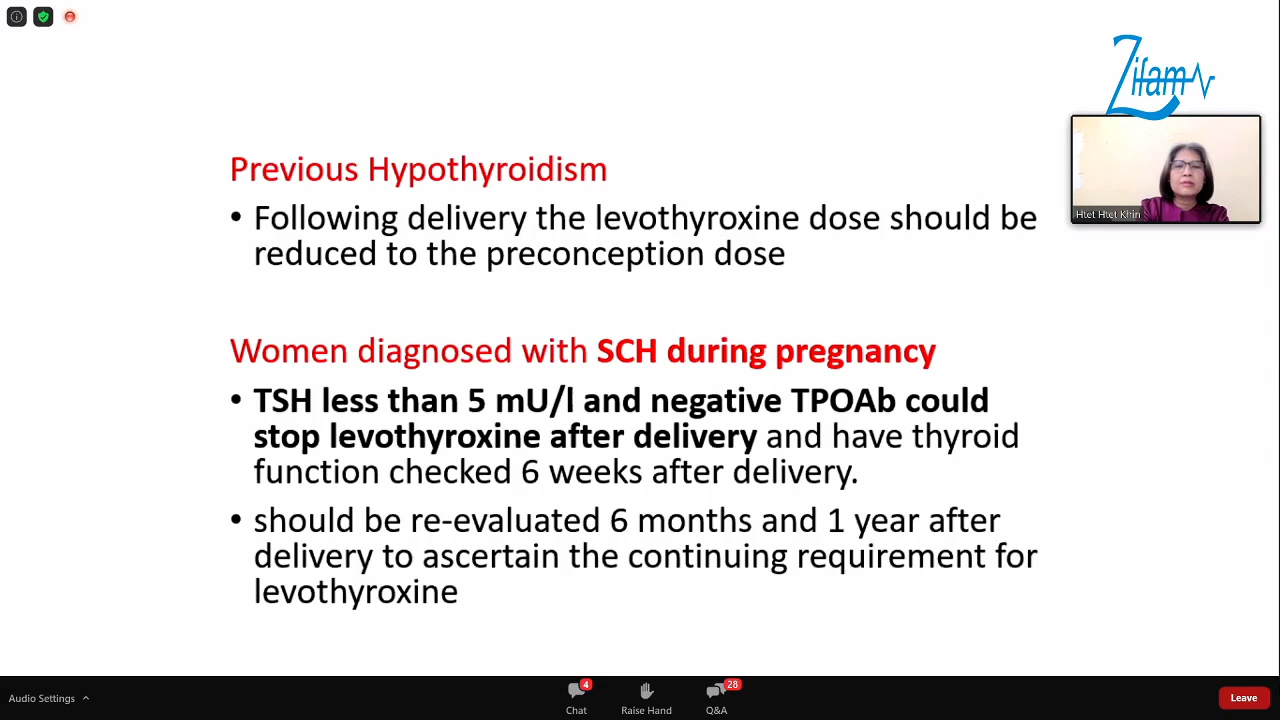 Zifam
Previous Hypothyroidism
• Following delivery the levothyroxine dose should be
reduced to the preconception dose
Htet Htet Khin
Women diagnosed with SCH during pregnancy
• TSH less than 5 mU/l and negative TPOAb could
stop levothyroxine after delivery and have thyroid
function checked 6 weeks after delivery.
• should be re-evaluated 6 months and 1 year after
delivery to ascertain the continuing requirement for
levothyroxine
Audio Settings
4
Chat
Raise Hand
28
Q&A
Leave